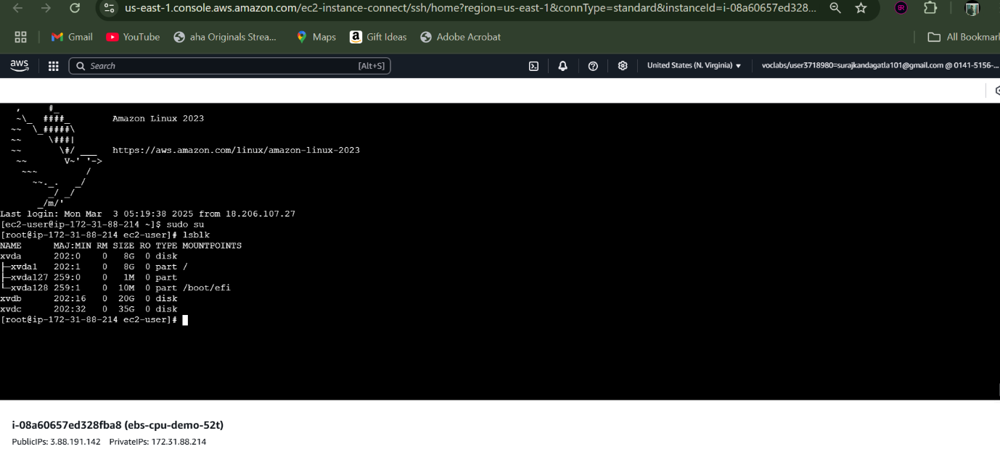 us-east-1.console.aws.amazon.com/ec2-instance-connect/ssh/home?region=us-east-1&connType=standard&instanceId=i-08a60657ed328...
Gmail YouTube aha Originals Strea... Maps Gift Ideas Adobe Acrobat All Bookmar
aws Search [Alt+S] United States (N. Virginia) ▼ voclabs/user3718980=surajkandagatla101@gmail.com @ 0141-5156-...
   ,     #_
   ~\_  ####_        Amazon Linux 2023
  ~~  \_#####\
  ~~     \###|
  ~~       \#/ ___   https://aws.amazon.com/linux/amazon-linux-2023
   ~~       V~' '->
    ~~~         /
      ~~._.   _/
         _/ _/
       _/m/'
Last login: Mon Mar  3 05:19:38 2025 from 18.206.107.27
[ec2-user@ip-172-31-88-214 ~]$ sudo su
[root@ip-172-31-88-214 ec2-user]# lsblk
NAME      MAJ:MIN RM SIZE RO TYPE MOUNTPOINTS
xvda      202:0    0   8G  0 disk
├─xvda1   202:1    0   8G  0 part /
├─xvda127 259:0    0   1M  0 part
└─xvda128 259:1    0  10M  0 part /boot/efi
xvdb      202:16   0  20G  0 disk
xvdc      202:32   0  35G  0 disk
[root@ip-172-31-88-214 ec2-user]#
i-08a60657ed328fba8 (ebs-cpu-demo-52t)
PublicIPs: 3.88.191.142 PrivateIPs: 172.31.88.214